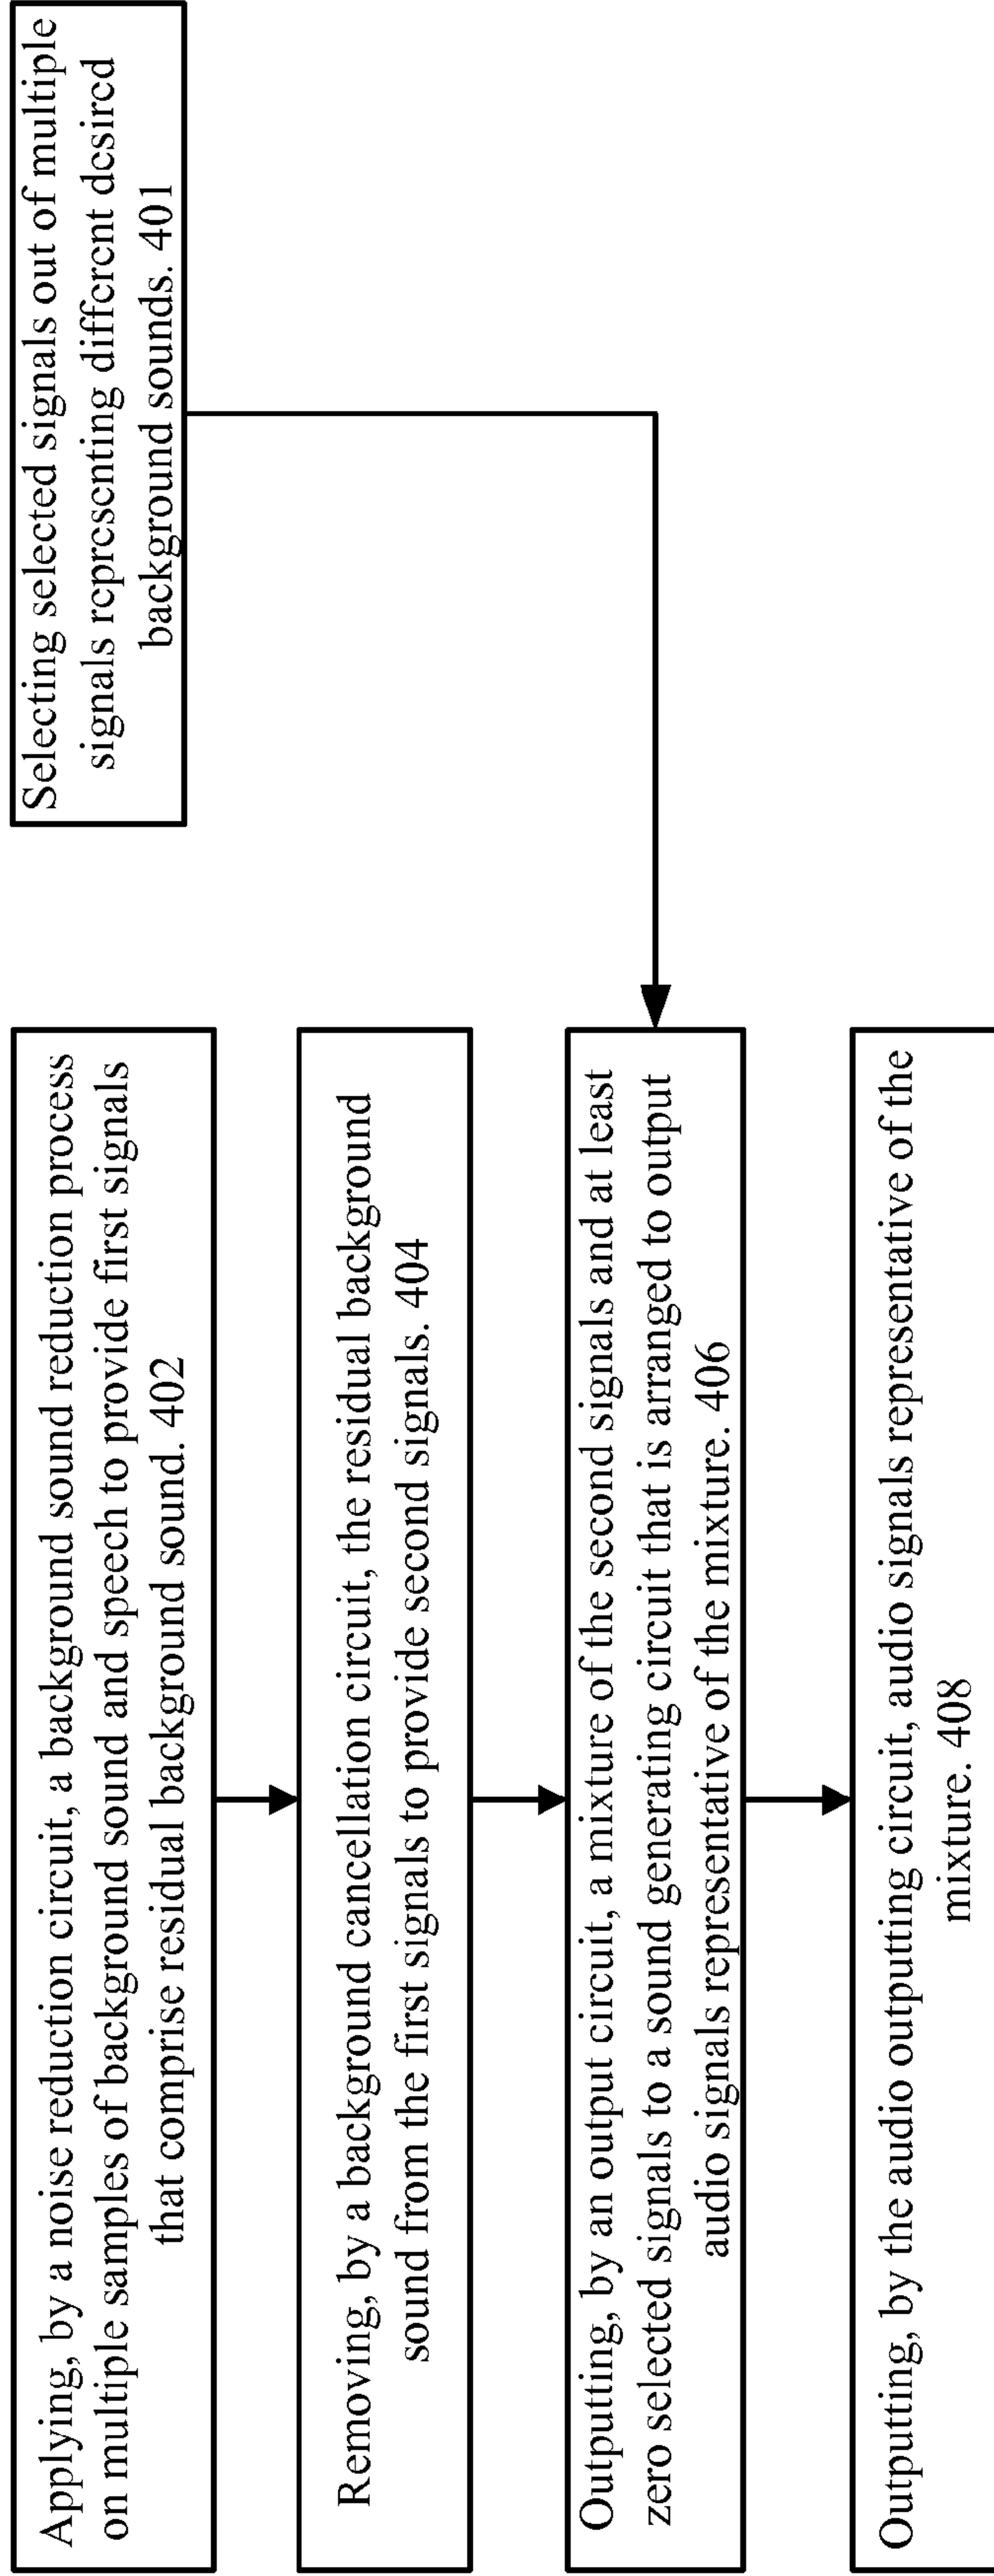 Selecting selected signals out of multiple
signals representing different desired
background sounds. 401
Applying, by a noise reduction circuit, a background sound reduction process
on multiple samples of background sound and speech to provide first signals
that comprise residual background sound. 402
Removing, by a background cancellation circuit, the residual background
sound from the first signals to provide second signals. 404
Outputting, by an output circuit, a mixture of the second signals and at least
zero selected signals to a sound generating circuit that is arranged to output
audio signals representative of the mixture. 406
Outputting, by the audio outputting circuit, audio signals representative of the
mixture. 408